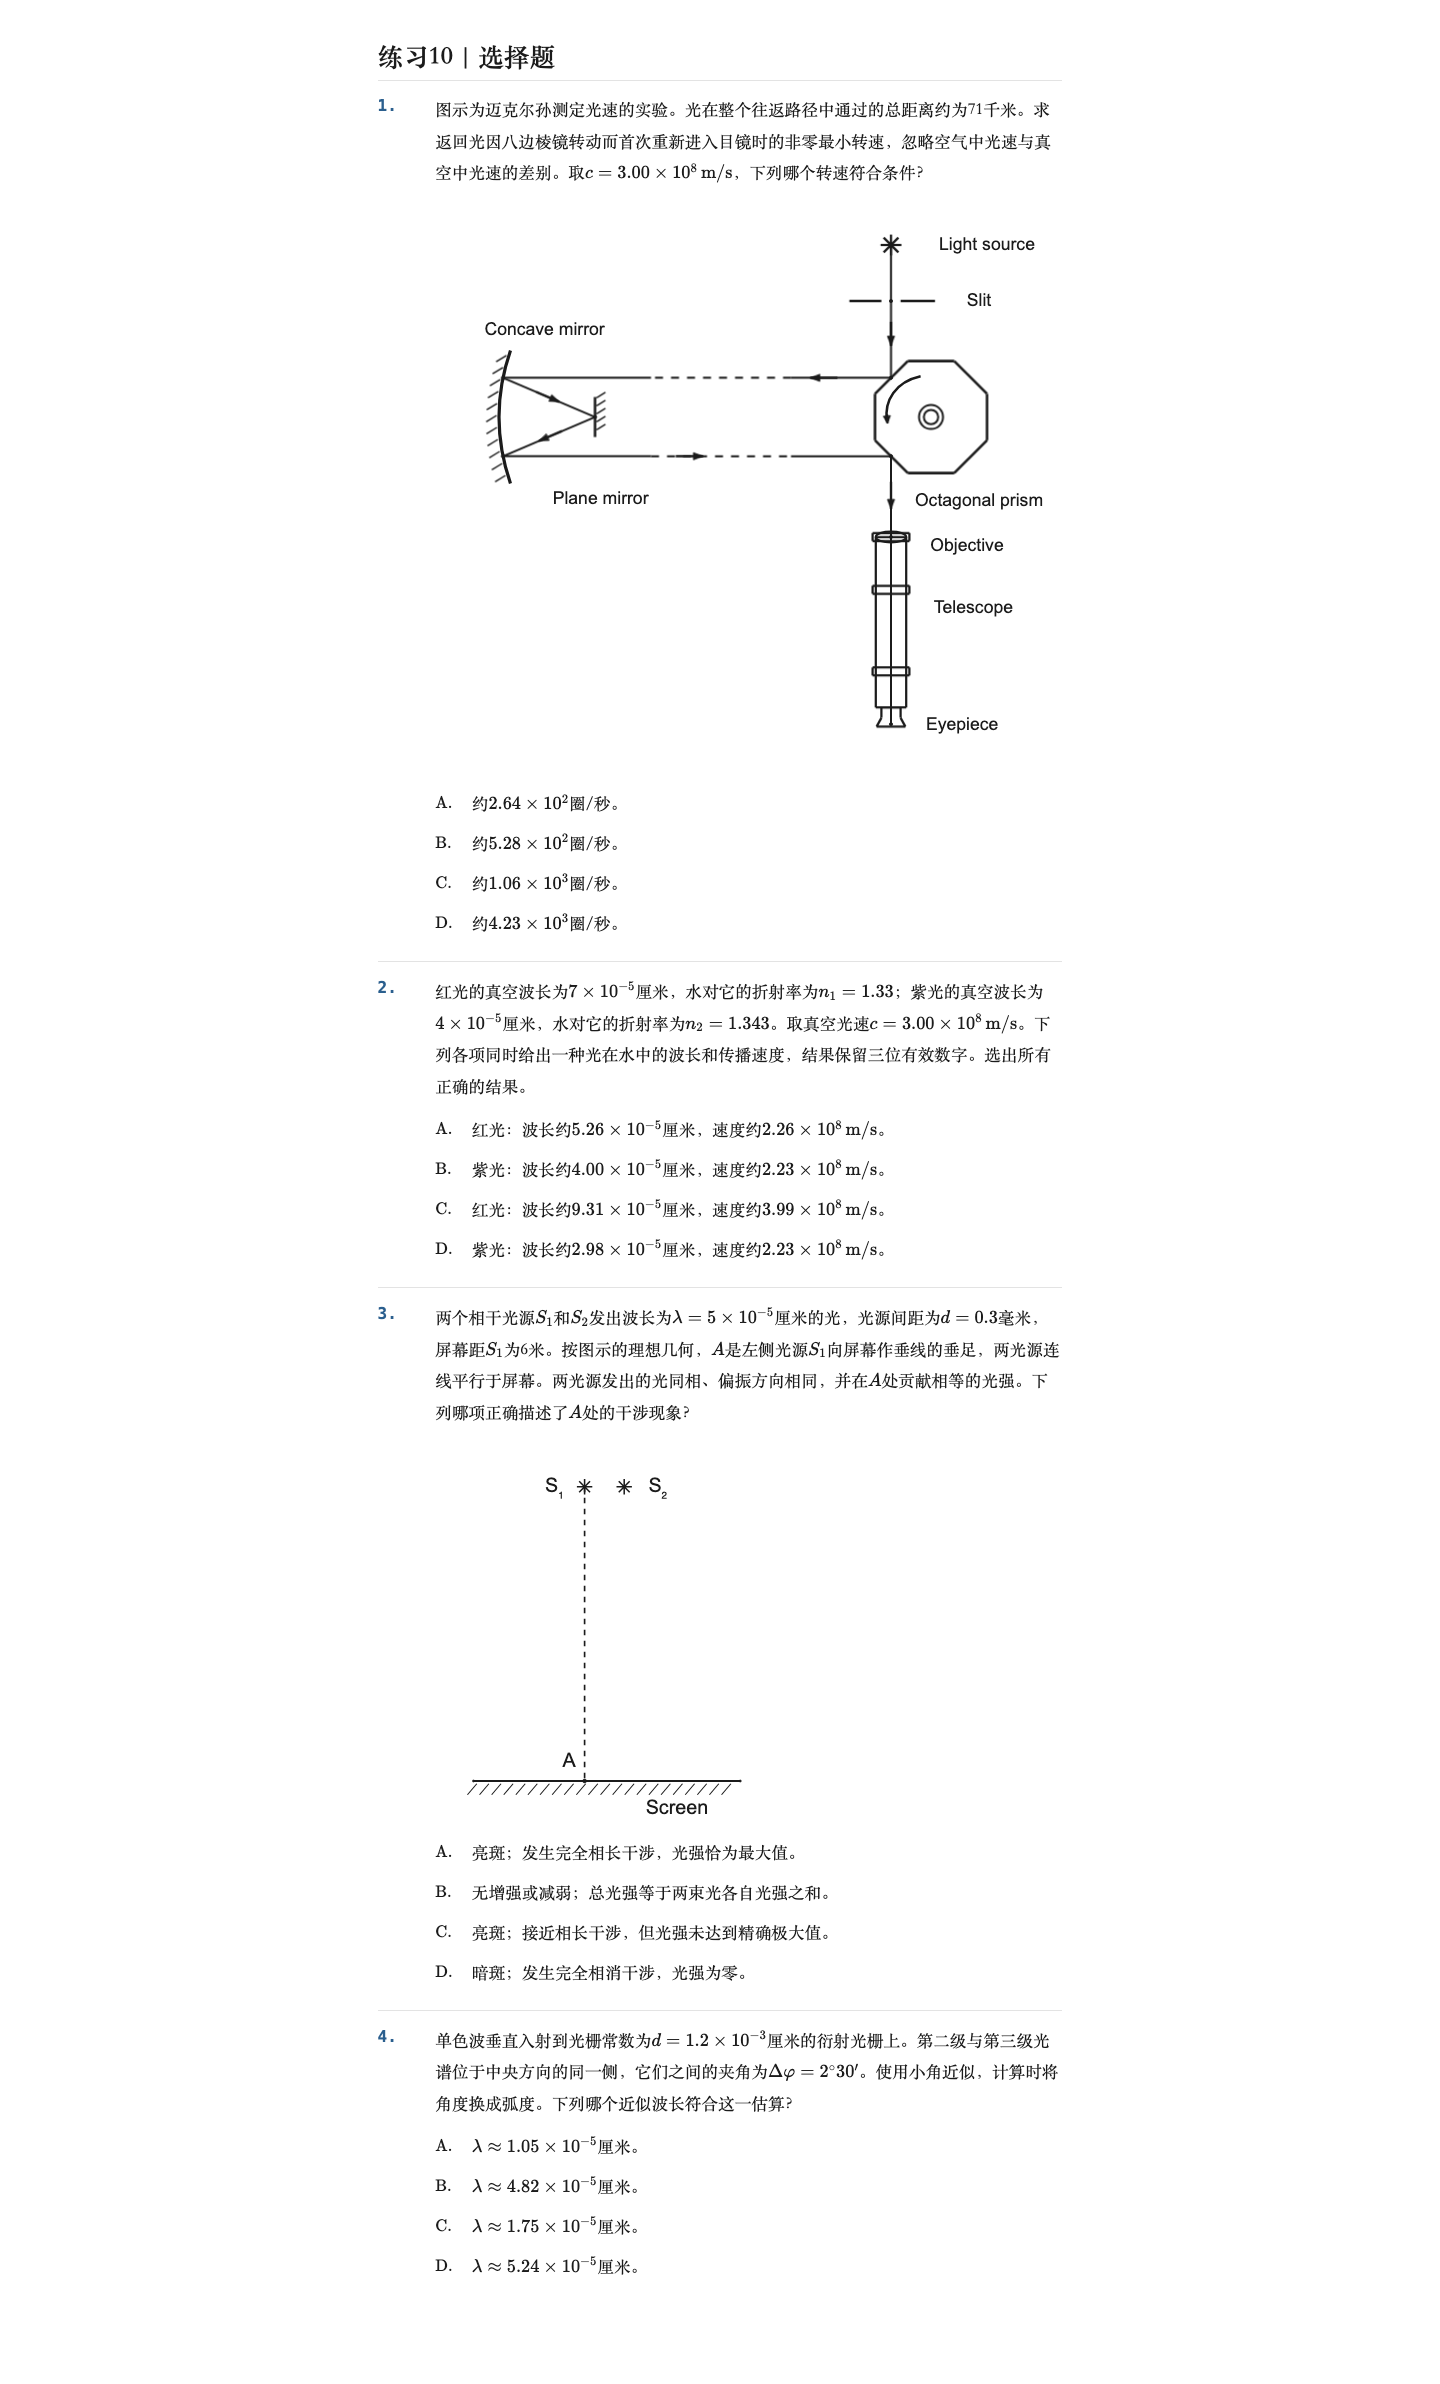 练习10 | 选择题
1.
图示为迈克尔孙测定光速的实验。光在整个往返路径中通过的总距离约为71千米。求
返回光因八边棱镜转动而首次重新进入目镜时的非零最小转速，忽略空气中光速与真
空中光速的差别。取c = 3.00 × 10⁸ m/s，下列哪个转速符合条件？
Light source
Slit
Concave mirror
Plane mirror
Octagonal prism
Objective
Telescope
Eyepiece
A. 约2.64 × 10²圈/秒。
B. 约5.28 × 10²圈/秒。
C. 约1.06 × 10³圈/秒。
D. 约4.23 × 10³圈/秒。
2.
红光的真空波长为7 × 10⁻⁵厘米，水对它的折射率为n₁ = 1.33；紫光的真空波长为
4 × 10⁻⁵厘米，水对它的折射率为n₂ = 1.343。取真空光速c = 3.00 × 10⁸ m/s。下
列各项同时给出一种光在水中的波长和传播速度，结果保留三位有效数字。选出所有
正确的结果。
A. 红光：波长约5.26 × 10⁻⁵厘米，速度约2.26 × 10⁸ m/s。
B. 紫光：波长约4.00 × 10⁻⁵厘米，速度约2.23 × 10⁸ m/s。
C. 红光：波长约9.31 × 10⁻⁵厘米，速度约3.99 × 10⁸ m/s。
D. 紫光：波长约2.98 × 10⁻⁵厘米，速度约2.23 × 10⁸ m/s。
3.
两个相干光源S₁和S₂发出波长为λ = 5 × 10⁻⁵厘米的光，光源间距为d = 0.3毫米，
屏幕距S₁为6米。按图示的理想几何，A是左侧光源S₁向屏幕作垂线的垂足，两光源连
线平行于屏幕。两光源发出的光同相、偏振方向相同，并在A处贡献相等的光强。下
列哪项正确描述了A处的干涉现象？
S₁ S₂
A
Screen
A. 亮斑；发生完全相长干涉，光强恰为最大值。
B. 无增强或减弱；总光强等于两束光各自光强之和。
C. 亮斑；接近相长干涉，但光强未达到精确极大值。
D. 暗斑；发生完全相消干涉，光强为零。
4.
单色波垂直入射到光栅常数为d = 1.2 × 10⁻³厘米的衍射光栅上。第二级与第三级光
谱位于中央方向的同一侧，它们之间的夹角为Δφ = 2°30′。使用小角近似，计算时将
角度换成弧度。下列哪个近似波长符合这一估算？
A. λ ≈ 1.05 × 10⁻⁵厘米。
B. λ ≈ 4.82 × 10⁻⁵厘米。
C. λ ≈ 1.75 × 10⁻⁵厘米。
D. λ ≈ 5.24 × 10⁻⁵厘米。